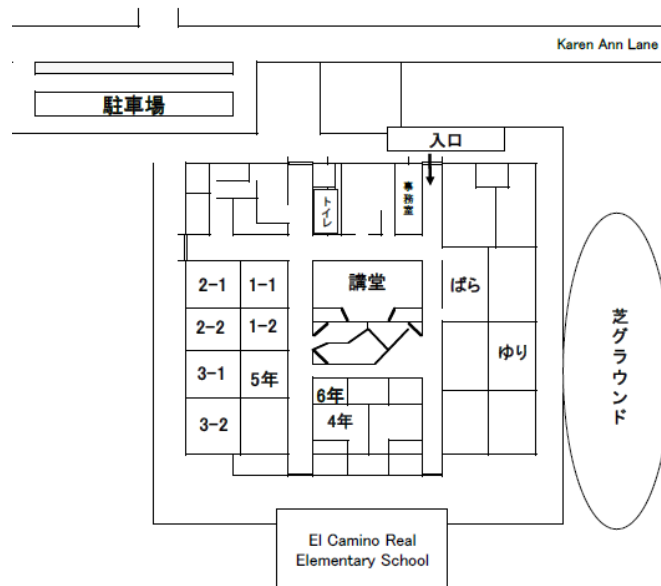 Karen Ann Lane
駐車場
入口
トイレ
事務室
2-1
1-1
講堂
ばら
2-2
1-2
3-1
5年
ゆり
6年
3-2
4年
芝グラウンド
El Camino Real
Elementary School